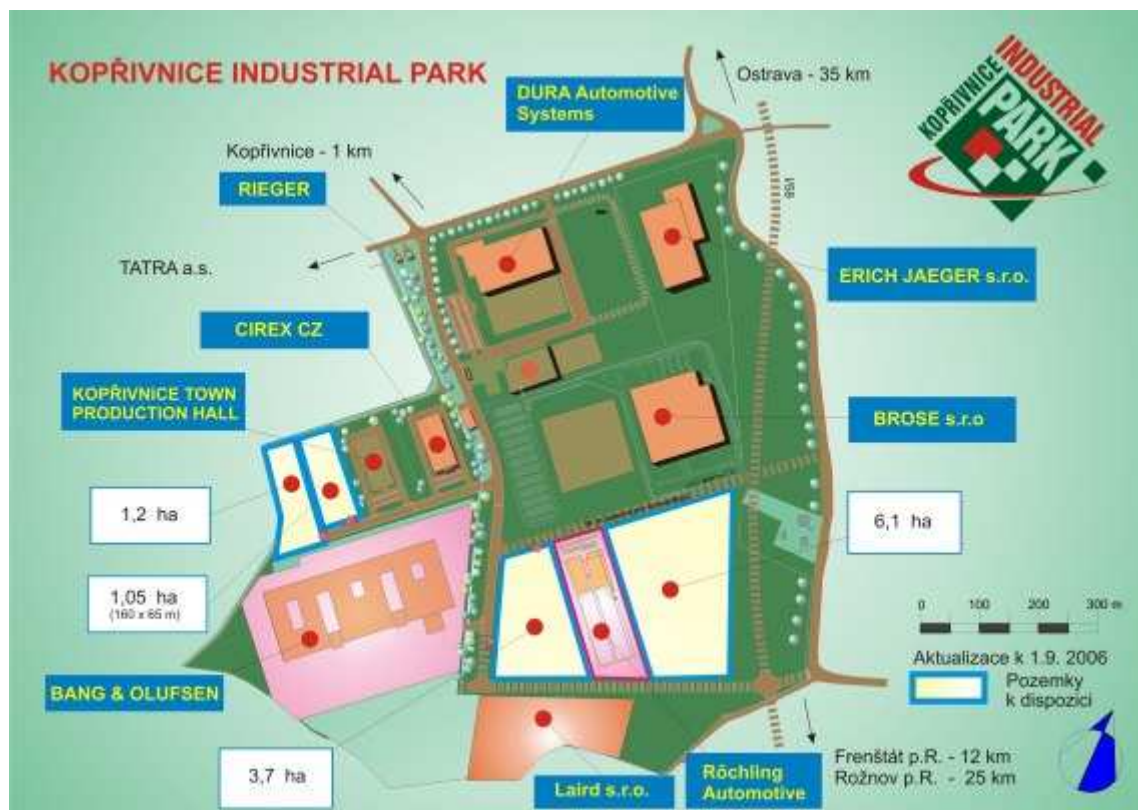 KOPŘIVNICE INDUSTRIAL PARK
DURA Automotive
Systems
Ostrava - 35 km
KOPŘIVNICE
INDUSTRIAL
PARK
Kopřivnice - 1 km
RIEGER
I/58
TATRA a.s.
ERICH JAEGER s.r.o.
CIREX CZ
KOPŘIVNICE TOWN
PRODUCTION HALL
BROSE s.r.o
1,2 ha
6,1 ha
1,05 ha
(160 x 65 m)
0 100 200 300 m
Aktualizace k 1.9. 2006
Pozemky
k dispozici
BANG & OLUFSEN
3,7 ha
Laird s.r.o.
Röchling
Automotive
Frenštát p.R. - 12 km
Rožnov p.R. - 25 km